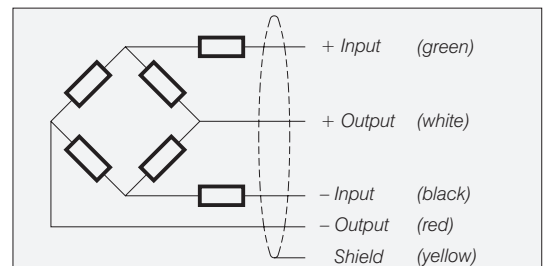 + Input (green)
+ Output (white)
– Input (black)
– Output (red)
Shield (yellow)